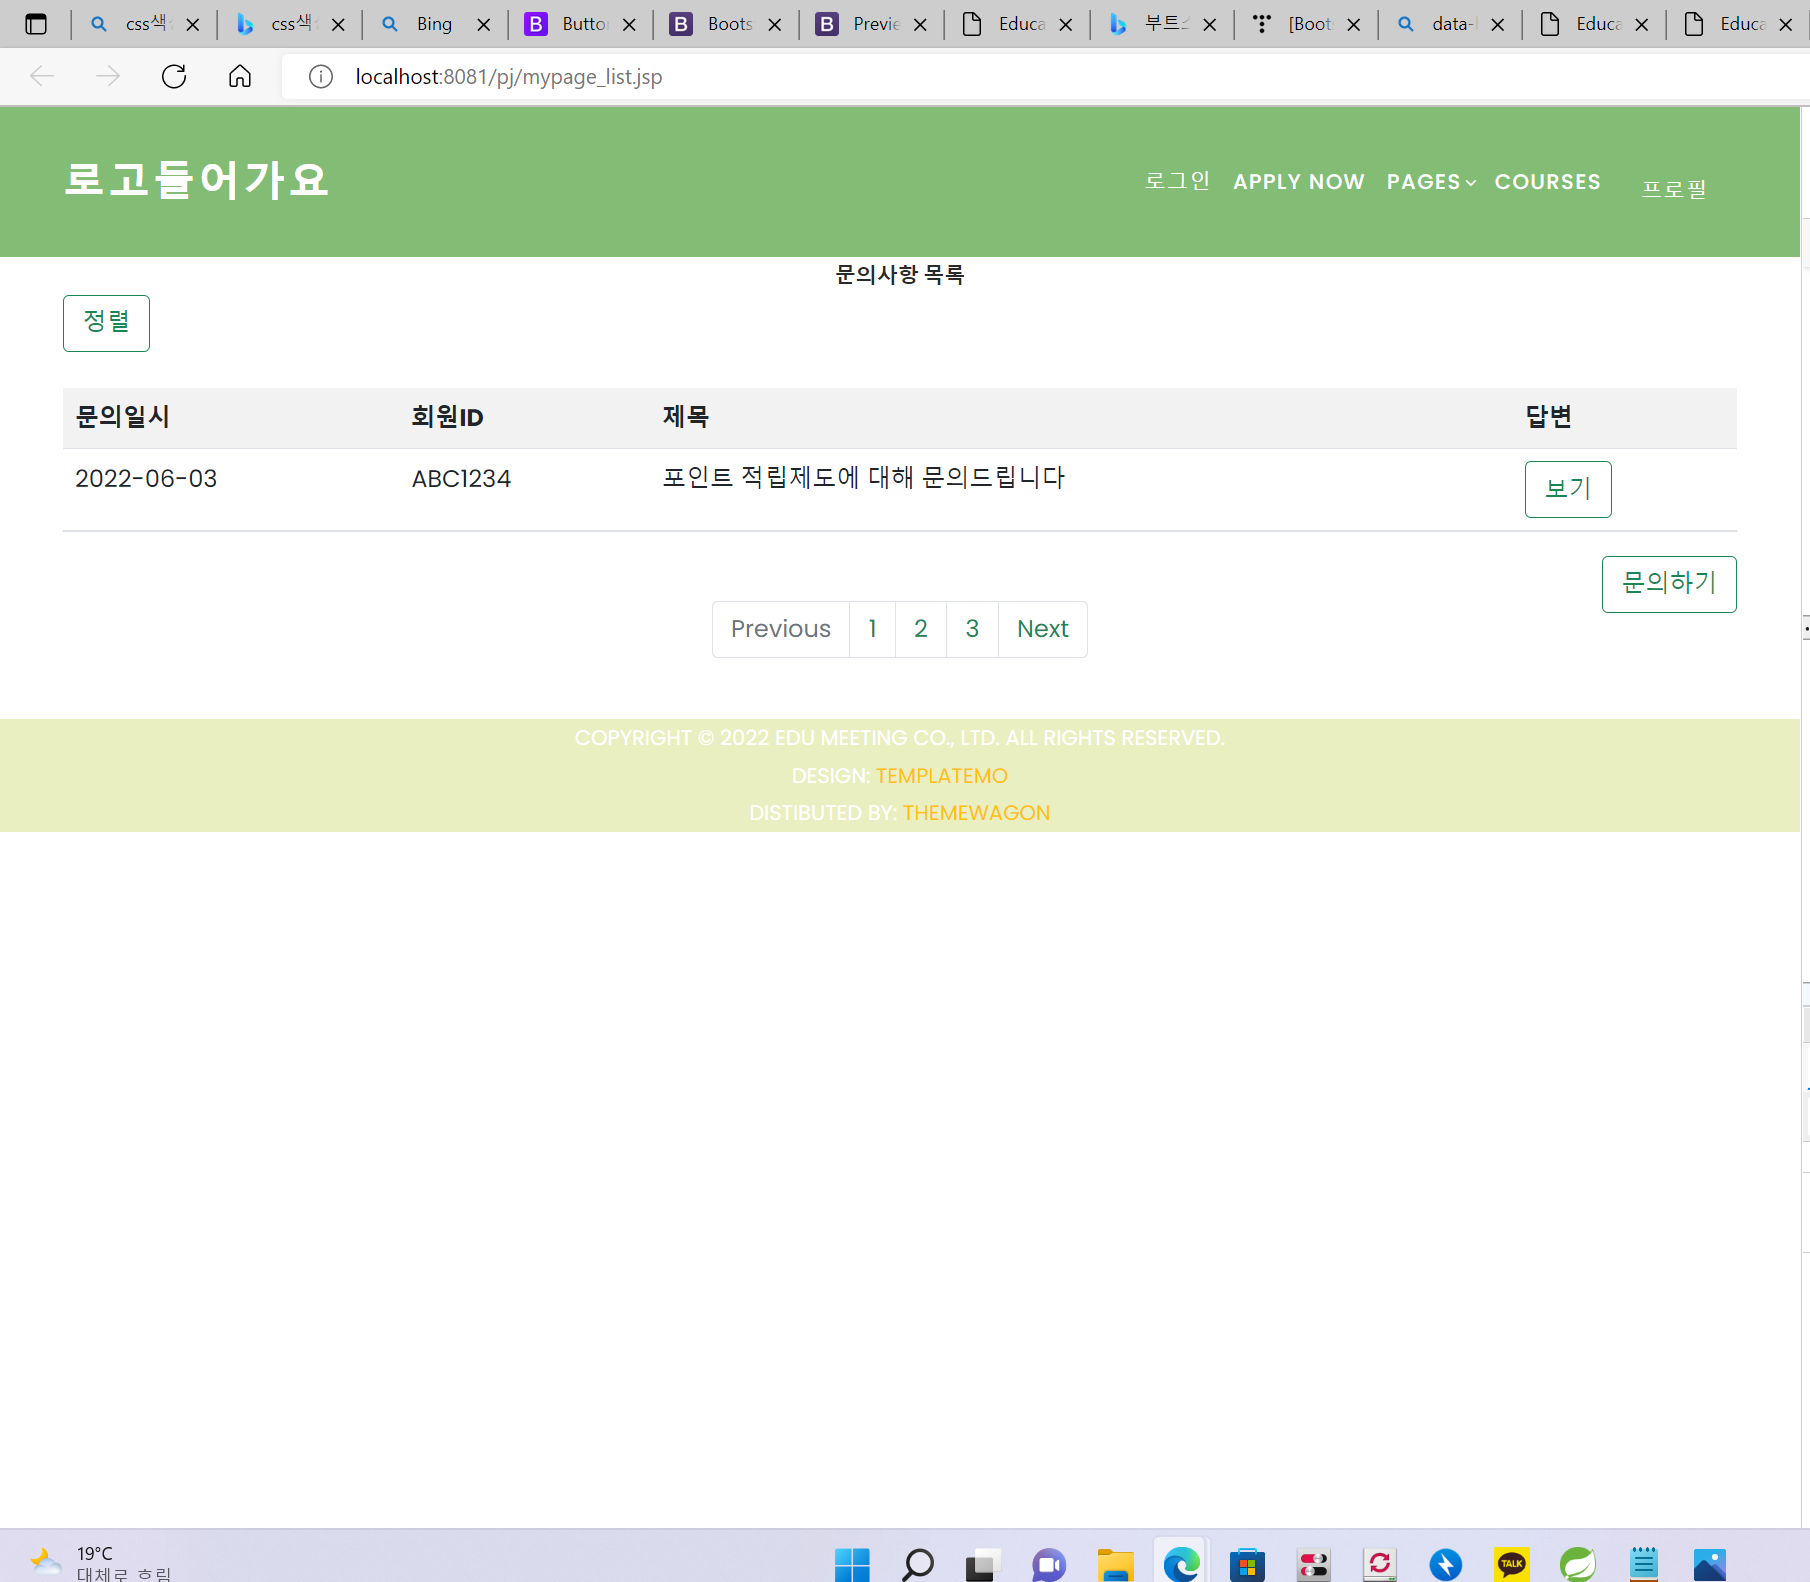 css색
css색
Bing
Butto
Boots
Previe
Educa
부트스
[Boot
data-
Educa
Educa
localhost:8081/pj/mypage_list.jsp
로고들어가요
로그인 APPLY NOW PAGES COURSES 프로필
문의사항 목록
정렬
문의일시 회원ID 제목 답변
2022-06-03 ABC1234 포인트 적립제도에 대해 문의드립니다 보기
문의하기
Previous 1 2 3 Next
COPYRIGHT © 2022 EDU MEETING CO., LTD. ALL RIGHTS RESERVED.
DESIGN: TEMPLATEMO
DISTIBUTED BY: THEMEWAGON
19°C
대체로 흐림
TALK